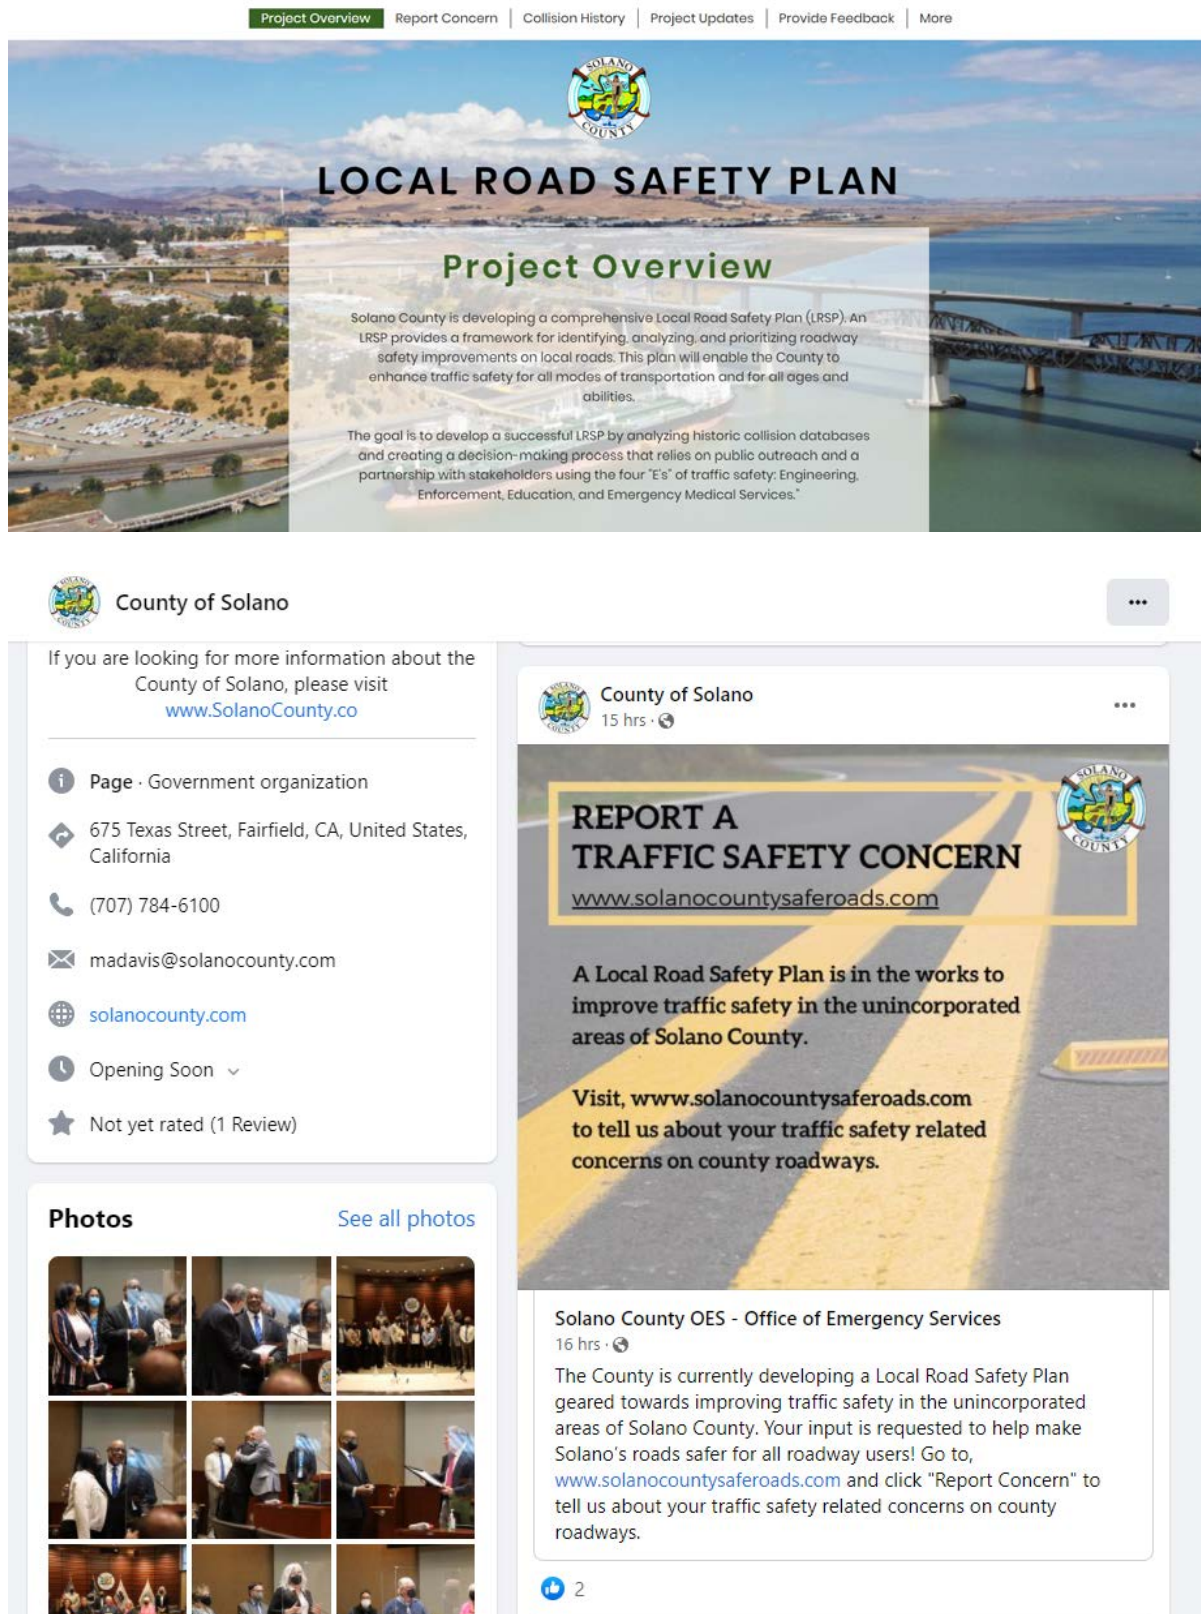 Project Overview
Report Concern
Collision History
Project Updates
Provide Feedback
More
SOLANO
COUNTY
LOCAL ROAD SAFETY PLAN
Project Overview
Solano County is developing a comprehensive Local Road Safety Plan (LRSP). An
LRSP provides a framework for identifying, analyzing, and prioritizing roadway
safety improvements on local roads. This plan will enable the County to
enhance traffic safety for all modes of transportation and for all ages and
abilities.
The goal is to develop a successful LRSP by analyzing historic collision databases
and creating a decision-making process that relies on public outreach and a
partnership with stakeholders using the four "E's" of traffic safety: Engineering,
Enforcement, Education, and Emergency Medical Services."
SOLANO
COUNTY
County of Solano
If you are looking for more information about the
County of Solano, please visit
www.SolanoCounty.co
Page · Government organization
675 Texas Street, Fairfield, CA, United States,
California
(707) 784-6100
madavis@solanocounty.com
solanocounty.com
Opening Soon
Not yet rated (1 Review)
Photos
See all photos
SOLANO
COUNTY
County of Solano
15 hrs ·
SOLANO
COUNTY
REPORT A
TRAFFIC SAFETY CONCERN
www.solanocountysaferoads.com
A Local Road Safety Plan is in the works to
improve traffic safety in the unincorporated
areas of Solano County.
Visit, www.solanocountysaferoads.com
to tell us about your traffic safety related
concerns on county roadways.
Solano County OES - Office of Emergency Services
16 hrs ·
The County is currently developing a Local Road Safety Plan
geared towards improving traffic safety in the unincorporated
areas of Solano County. Your input is requested to help make
Solano's roads safer for all roadway users! Go to,
www.solanocountysaferoads.com and click "Report Concern" to
tell us about your traffic safety related concerns on county
roadways.
2